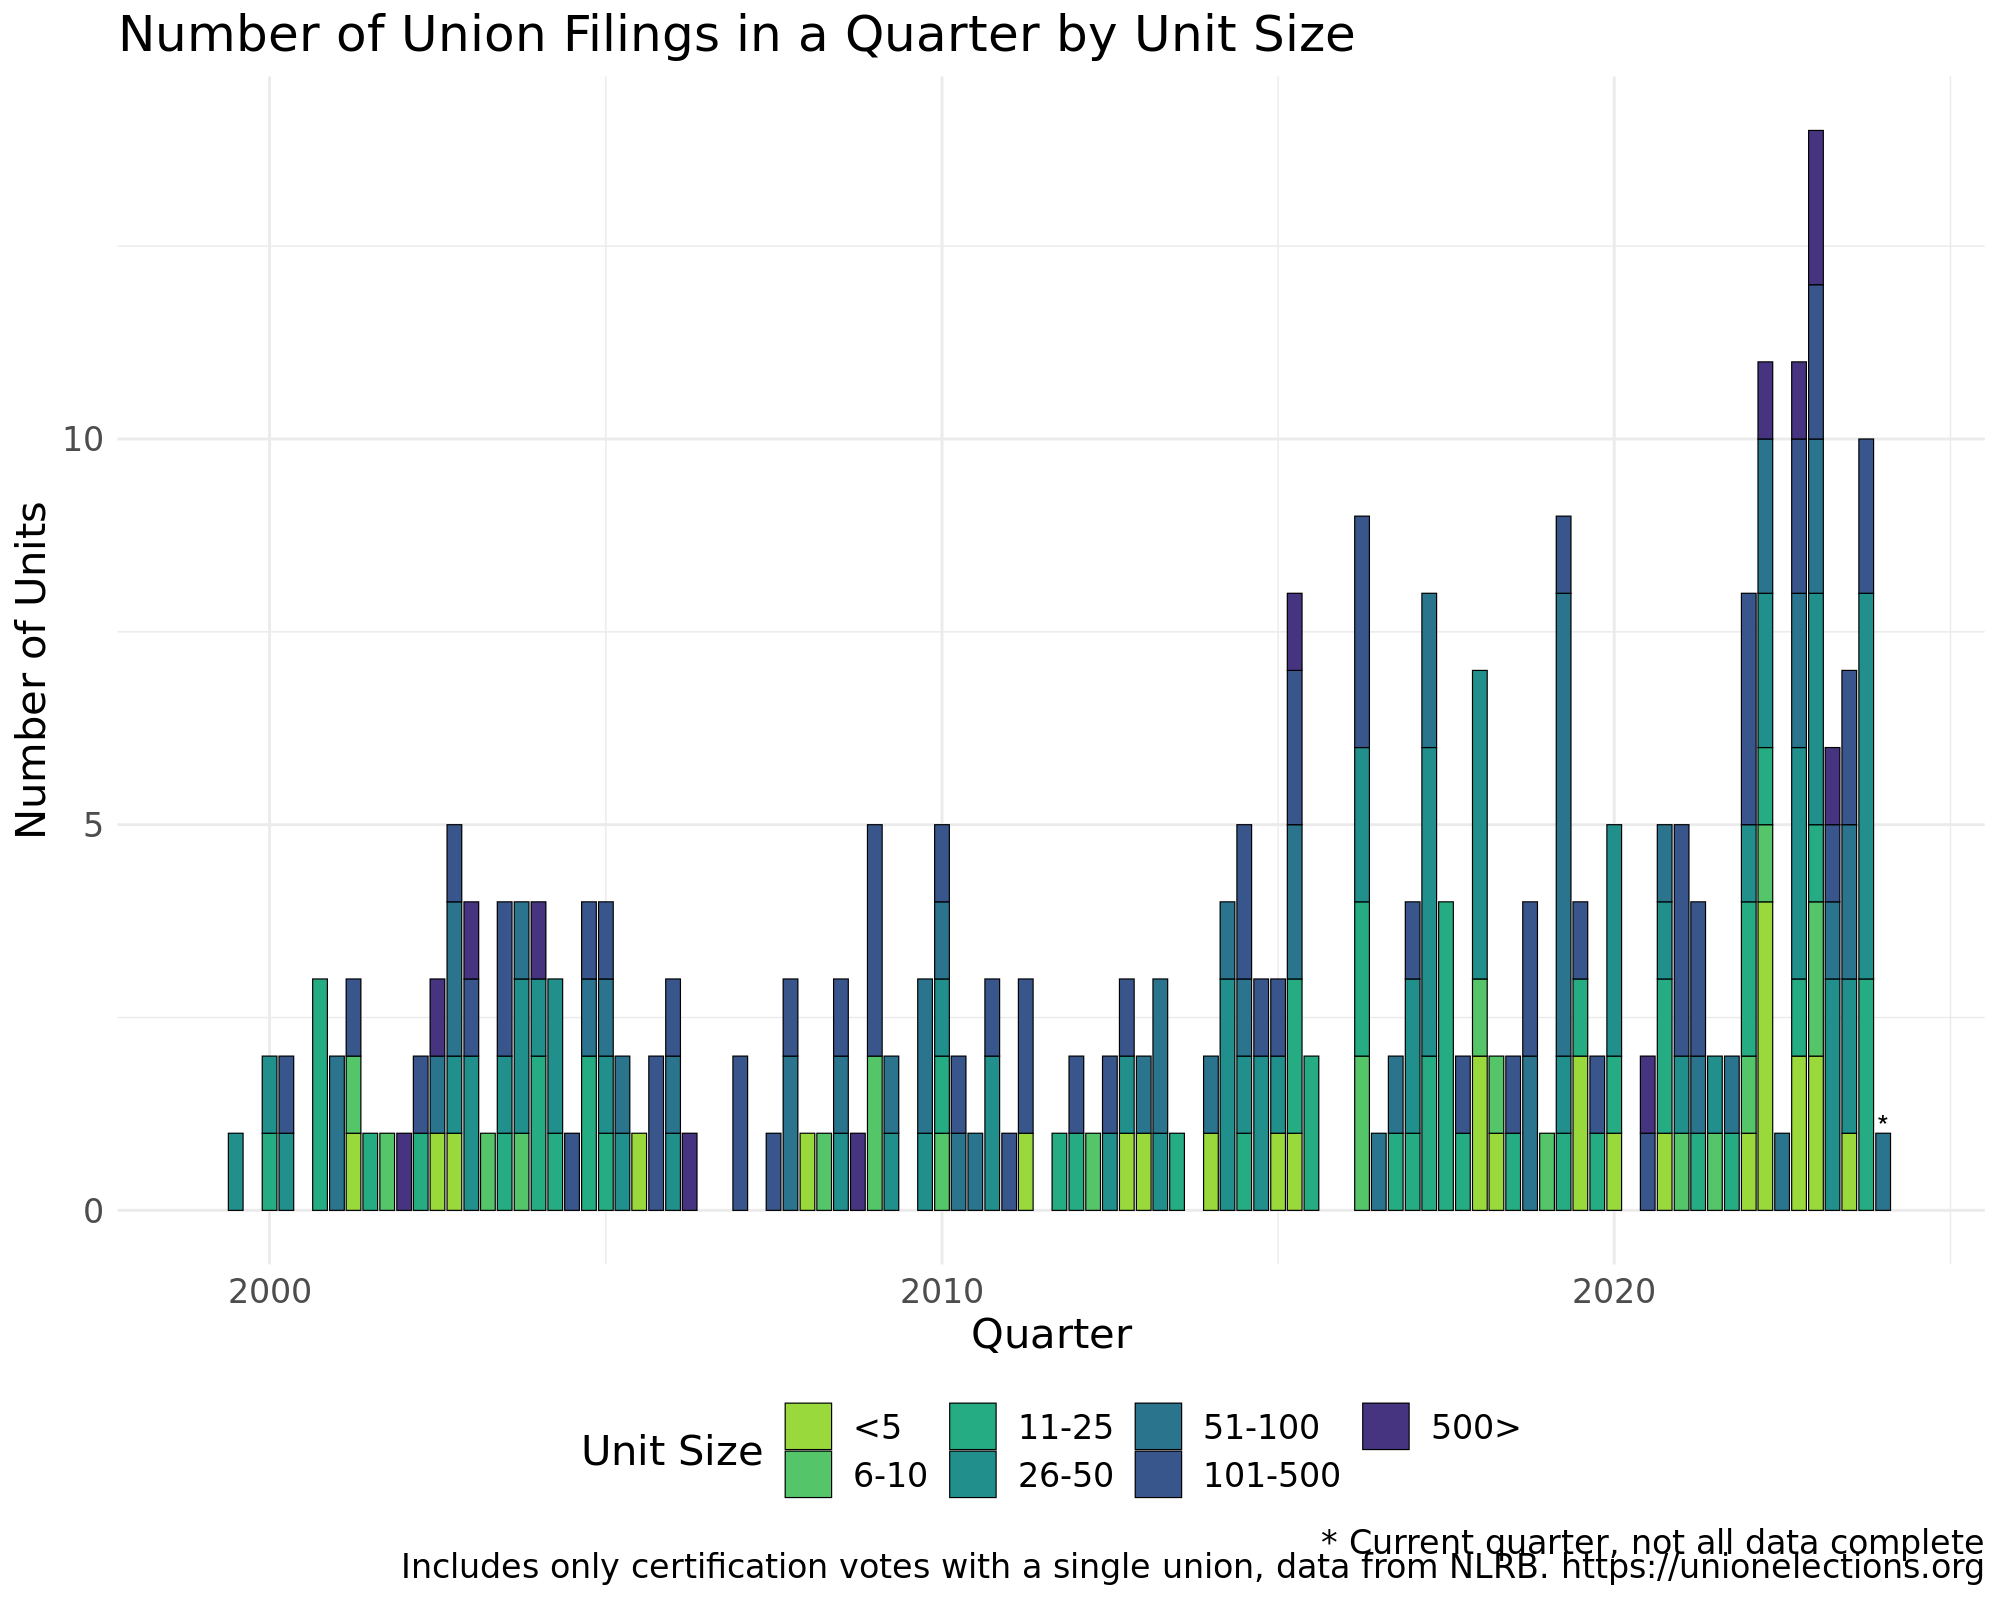 Number of Union Filings in a Quarter by Unit Size
Number of Units
10
5
0
*
2000
2010
2020
Quarter
Unit Size
<5
11-25
51-100
500>
6-10
26-50
101-500
* Current quarter, not all data complete
Includes only certification votes with a single union, data from NLRB. https://unionelections.org